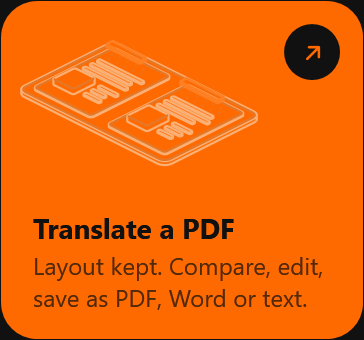 Translate a PDF
Layout kept. Compare, edit,
save as PDF, Word or text.